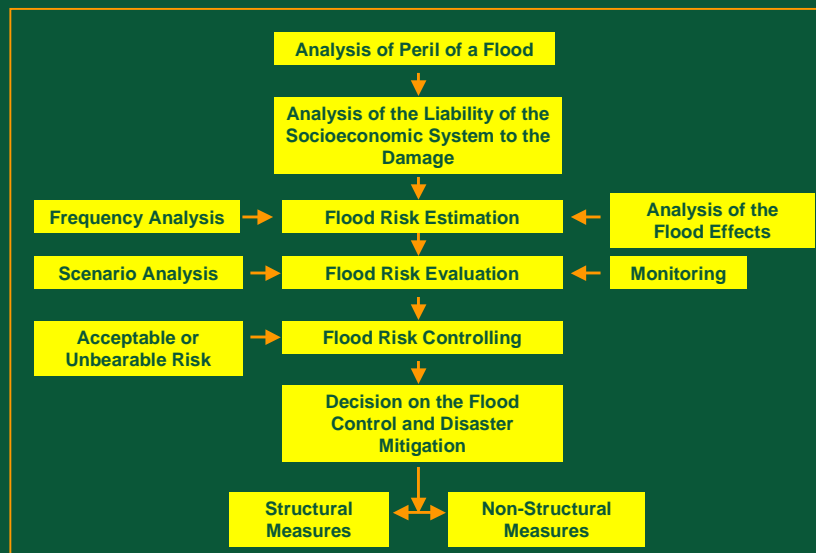 Analysis of Peril of a Flood
Analysis of the Liability of the
Socioeconomic System to the
Damage
Frequency Analysis
Flood Risk Estimation
Analysis of the
Flood Effects
Scenario Analysis
Flood Risk Evaluation
Monitoring
Acceptable or
Unbearable Risk
Flood Risk Controlling
Decision on the Flood
Control and Disaster
Mitigation
Structural
Measures
Non-Structural
Measures